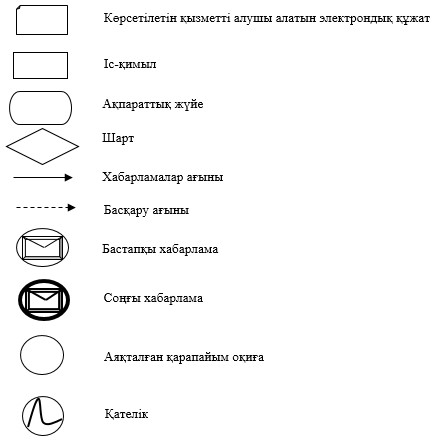 Көрсетілетін қызметті алушы алатын электрондық құжат
Іс-қимыл
Ақпараттық жүйе
Шарт
Хабарламалар ағыны
Басқару ағыны
Бастапқы хабарлама
Соңғы хабарлама
Аяқталған қарапайым оқиға
Қателік